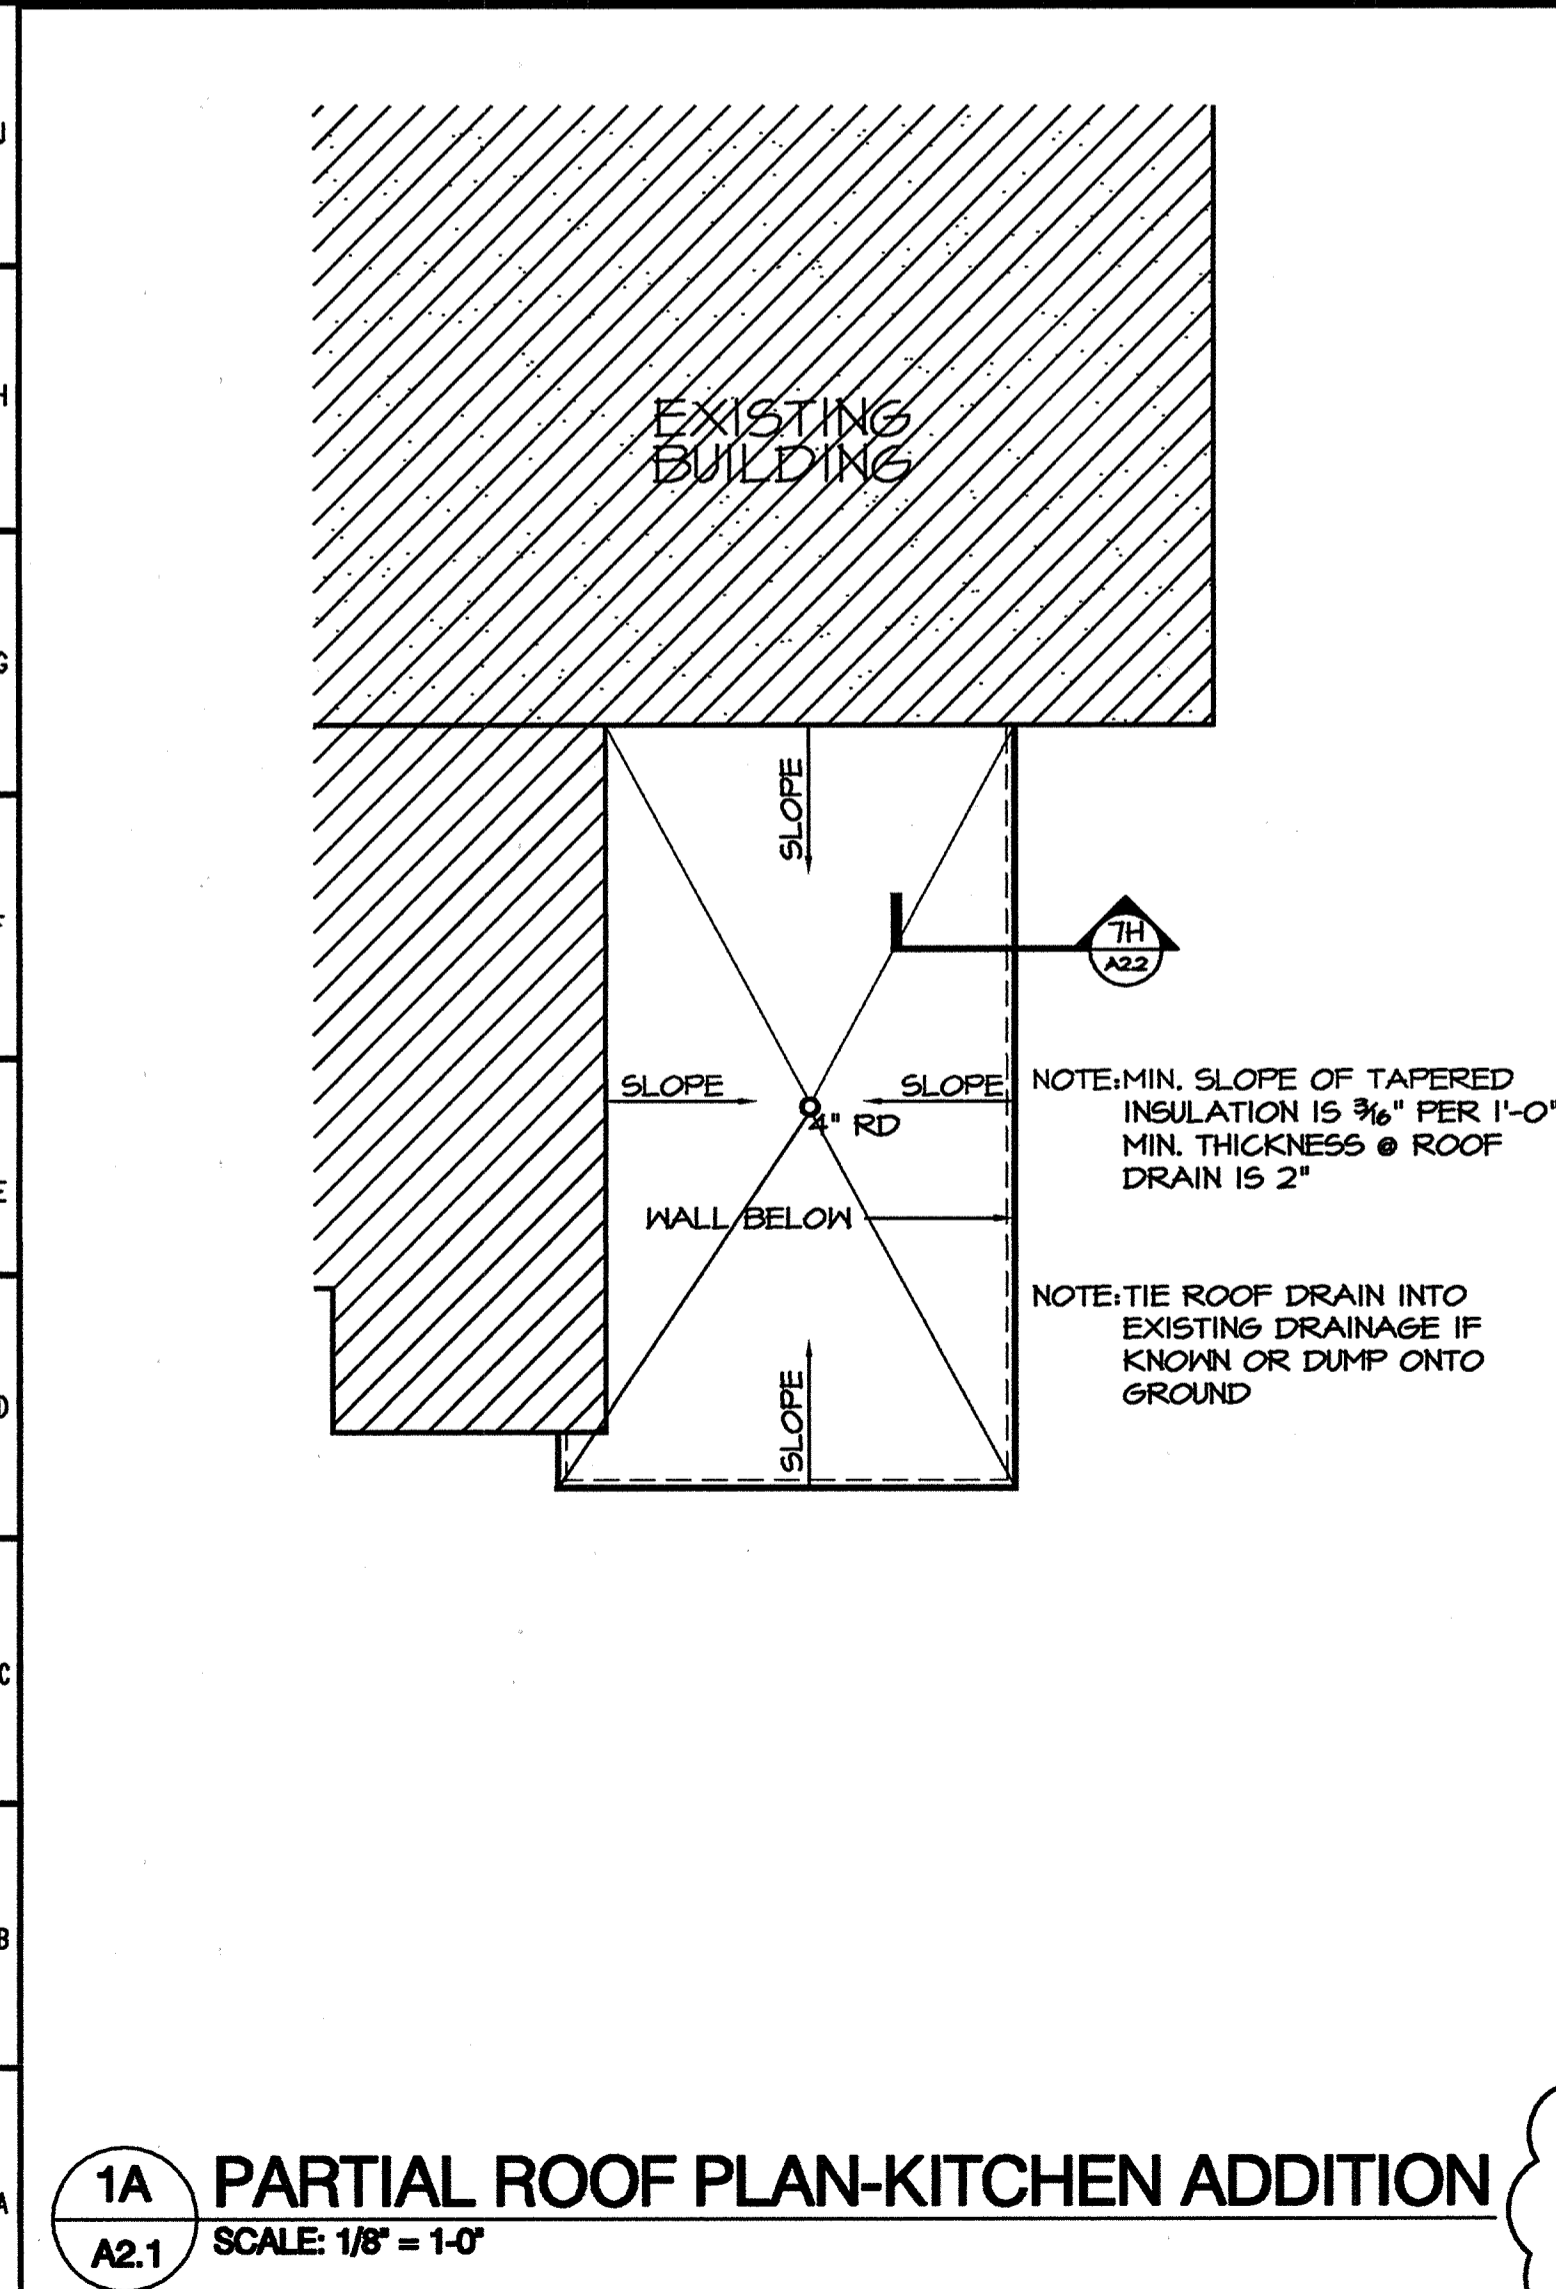 J
H
G
F
E
D
C
B
A
EXISTING
BUILDING
SLOPE
7H
A2.2
SLOPE
SLOPE
4" RD
NOTE: MIN. SLOPE OF TAPERED
INSULATION IS 3/16" PER 1'-0"
MIN. THICKNESS @ ROOF
DRAIN IS 2"
WALL BELOW
NOTE: TIE ROOF DRAIN INTO
EXISTING DRAINAGE IF
KNOWN OR DUMP ONTO
GROUND
SLOPE
1A
A2.1
PARTIAL ROOF PLAN-KITCHEN ADDITION
SCALE: 1/8" = 1-0"